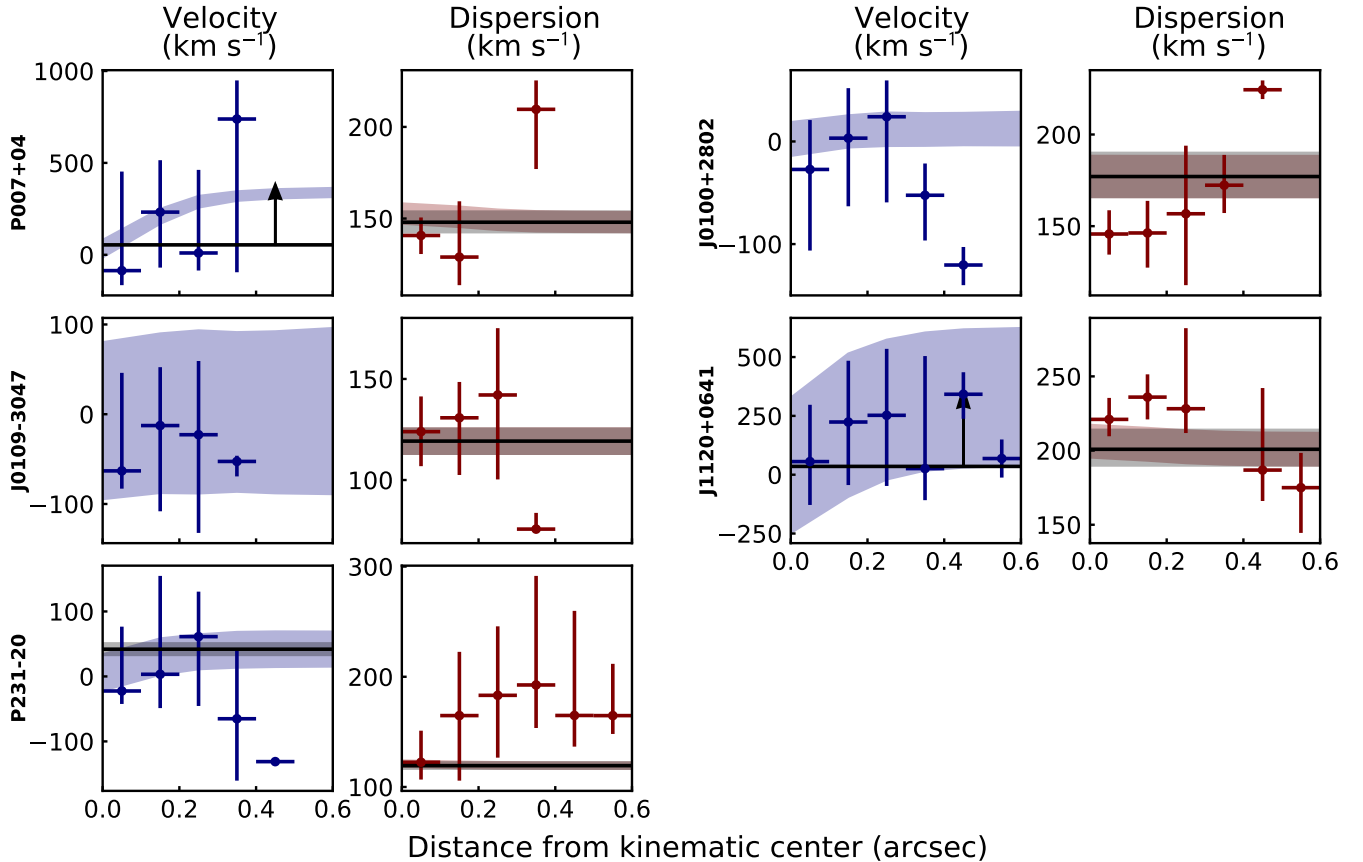 Velocity
(km s⁻¹)
Dispersion
(km s⁻¹)
Velocity
(km s⁻¹)
Dispersion
(km s⁻¹)
P007+04
1000
500
0
200
150
J0100+2802
0
−100
200
150
J0109-3047
100
0
−100
150
100
J1120+0641
500
250
0
−250
0.0 0.2 0.4 0.6
250
200
150
0.0 0.2 0.4 0.6
P231-20
100
0
−100
0.0 0.2 0.4 0.6
300
200
100
0.0 0.2 0.4 0.6
Distance from kinematic center (arcsec)